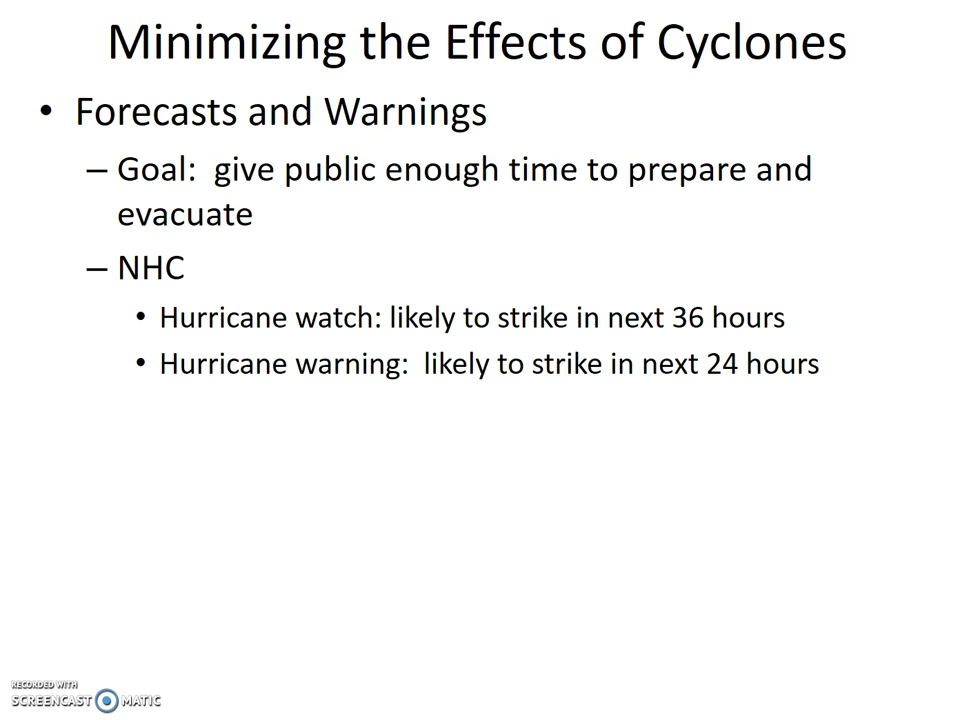 Minimizing the Effects of Cyclones
• Forecasts and Warnings
– Goal:  give public enough time to prepare and
evacuate
– NHC
• Hurricane watch: likely to strike in next 36 hours
• Hurricane warning:  likely to strike in next 24 hours
RECORDED WITH
SCREENCAST MATIC